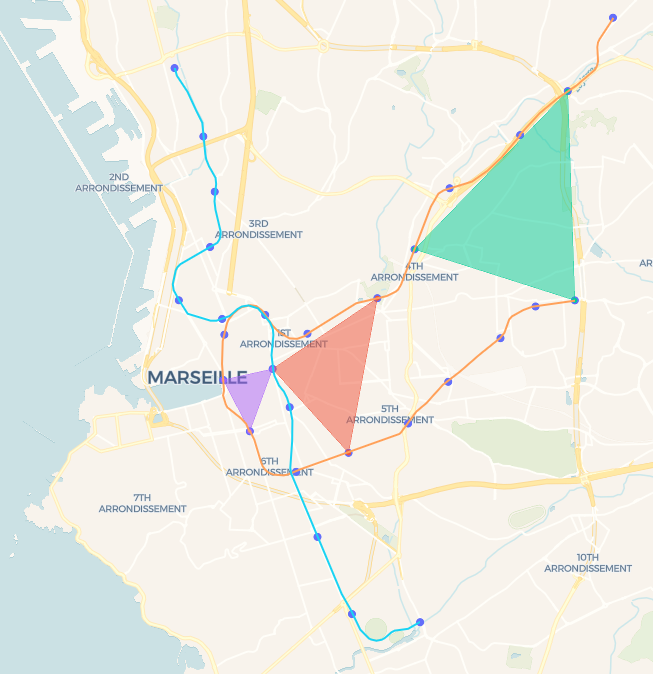 2ND
ARRONDISSEMENT
3RD
ARRONDISSEMENT
AR
4TH
ARRONDISSEMENT
1ST
ARRONDISSEMENT
MARSEILLE
5TH
ARRONDISSEMENT
6TH
ARRONDISSEMENT
7TH
ARRONDISSEMENT
10TH
ARRONDISSEMENT